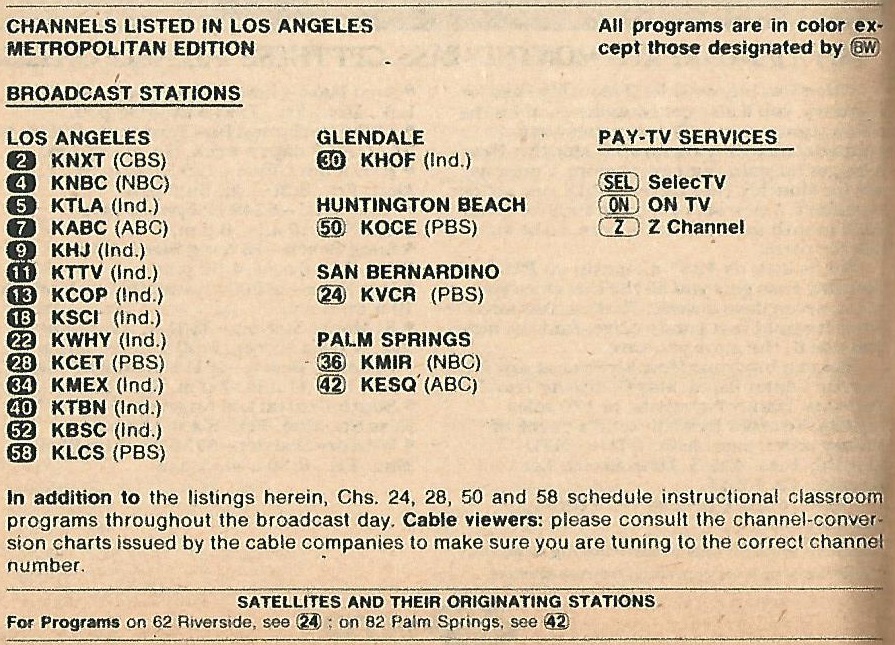 CHANNELS LISTED IN LOS ANGELES
METROPOLITAN EDITION
All programs are in color ex-
cept those designated by BW
BROADCAST STATIONS
LOS ANGELES
2 KNXT (CBS)
4 KNBC (NBC)
5 KTLA (Ind.)
7 KABC (ABC)
9 KHJ (Ind.)
11 KTTV (Ind.)
13 KCOP (Ind.)
18 KSCI (Ind.)
22 KWHY (Ind.)
28 KCET (PBS)
34 KMEX (Ind.)
40 KTBN (Ind.)
52 KBSC (Ind.)
58 KLCS (PBS)
GLENDALE
30 KHOF (Ind.)
HUNTINGTON BEACH
50 KOCE (PBS)
SAN BERNARDINO
24 KVCR (PBS)
PALM SPRINGS
36 KMIR (NBC)
42 KESQ (ABC)
PAY-TV SERVICES
SEL SelecTV
ON ON TV
Z Z Channel
In addition to the listings herein, Chs. 24, 28, 50 and 58 schedule instructional classroom
programs throughout the broadcast day. Cable viewers: please consult the channel-conver-
sion charts issued by the cable companies to make sure you are tuning to the correct channel
number.
SATELLITES AND THEIR ORIGINATING STATIONS
For Programs on 62 Riverside, see 24 ; on 82 Palm Springs, see 42